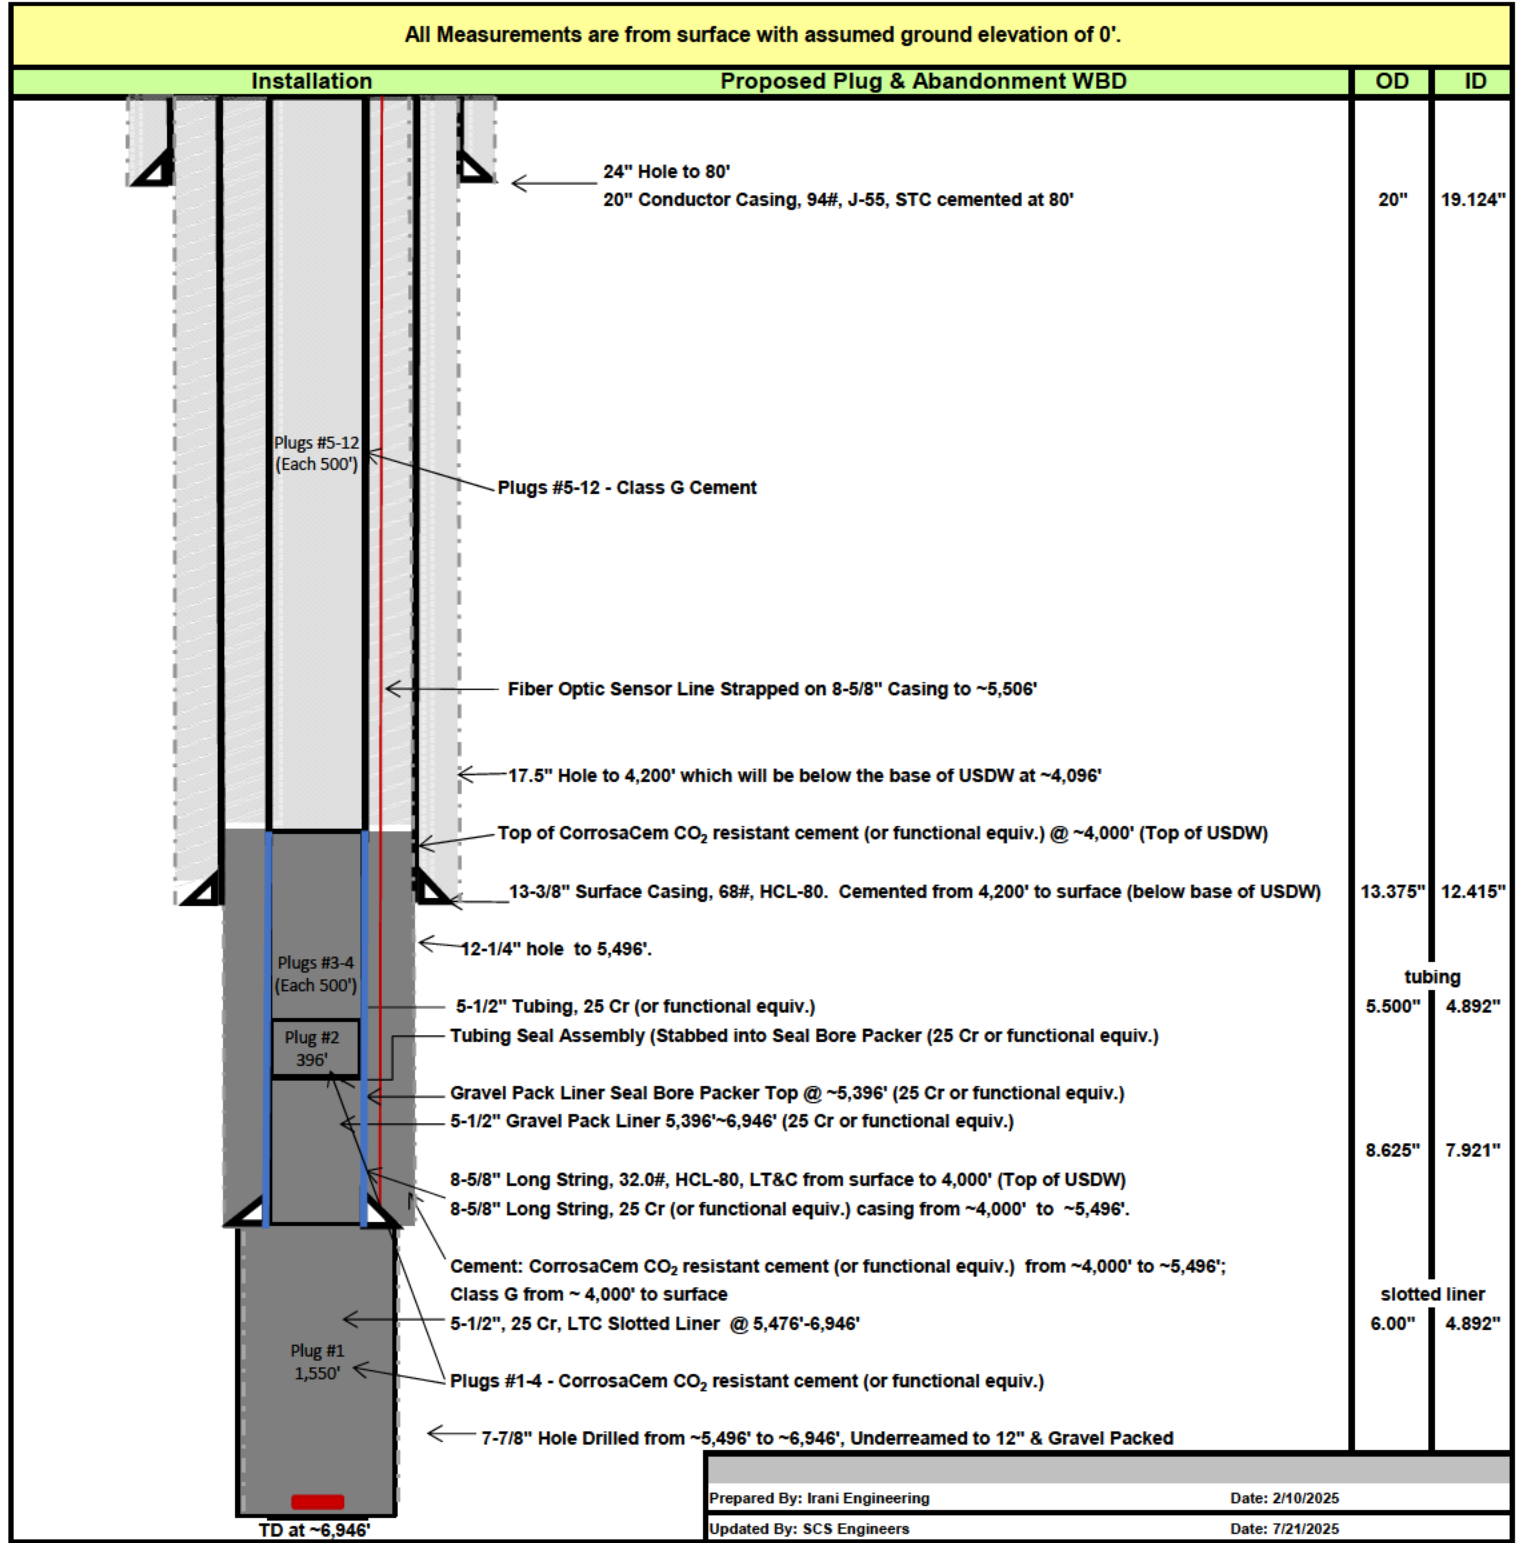 All Measurements are from surface with assumed ground elevation of 0'.
Installation
Proposed Plug & Abandonment WBD
OD
ID
24" Hole to 80'
20" Conductor Casing, 94#, J-55, STC cemented at 80'
20"
19.124"
Plugs #5-12
(Each 500')
Plugs #5-12 - Class G Cement
Fiber Optic Sensor Line Strapped on 8-5/8" Casing to ~5,506'
17.5" Hole to 4,200' which will be below the base of USDW at ~4,096'
Top of CorrosaCem CO₂ resistant cement (or functional equiv.) @ ~4,000' (Top of USDW)
13-3/8" Surface Casing, 68#, HCL-80. Cemented from 4,200' to surface (below base of USDW)
13.375"
12.415"
12-1/4" hole to 5,496'.
Plugs #3-4
(Each 500')
tubing
5-1/2" Tubing, 25 Cr (or functional equiv.)
5.500"
4.892"
Plug #2
396'
Tubing Seal Assembly (Stabbed into Seal Bore Packer (25 Cr or functional equiv.)
Gravel Pack Liner Seal Bore Packer Top @ ~5,396' (25 Cr or functional equiv.)
5-1/2" Gravel Pack Liner 5,396'~6,946' (25 Cr or functional equiv.)
8.625"
7.921"
8-5/8" Long String, 32.0#, HCL-80, LT&C from surface to 4,000' (Top of USDW)
8-5/8" Long String, 25 Cr (or functional equiv.) casing from ~4,000' to ~5,496'.
Cement: CorrosaCem CO₂ resistant cement (or functional equiv.) from ~4,000' to ~5,496';
Class G from ~ 4,000' to surface
slotted liner
5-1/2", 25 Cr, LTC Slotted Liner @ 5,476'-6,946'
6.00"
4.892"
Plug #1
1,550'
Plugs #1-4 - CorrosaCem CO₂ resistant cement (or functional equiv.)
7-7/8" Hole Drilled from ~5,496' to ~6,946', Underreamed to 12" & Gravel Packed
TD at ~6,946'
Prepared By: Irani Engineering
Date: 2/10/2025
Updated By: SCS Engineers
Date: 7/21/2025